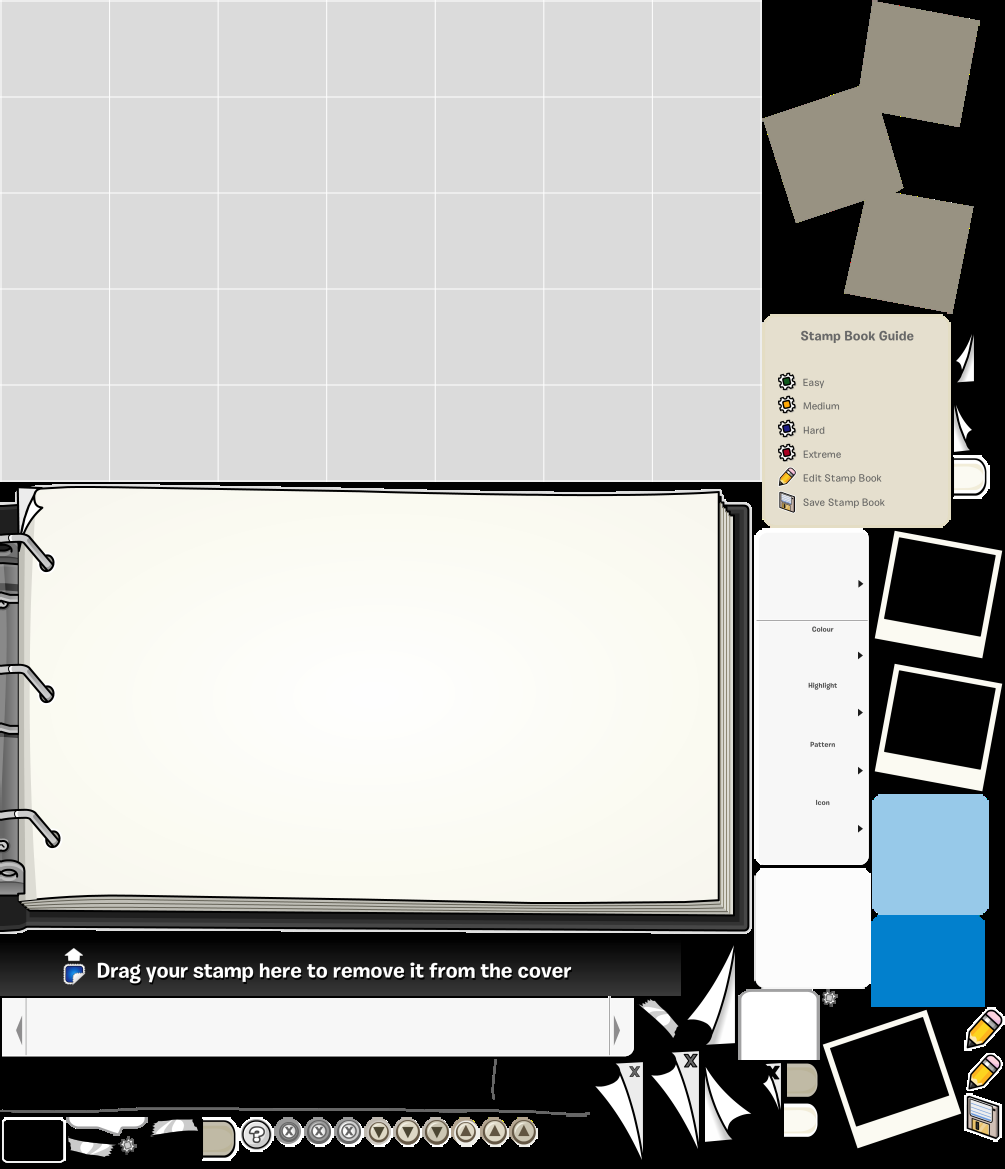 Stamp Book Guide
Easy
Medium
Hard
Extreme
Edit Stamp Book
Save Stamp Book
Colour
Highlight
Pattern
Icon
Drag your stamp here to remove it from the cover
X
X
X
?
X
X
X